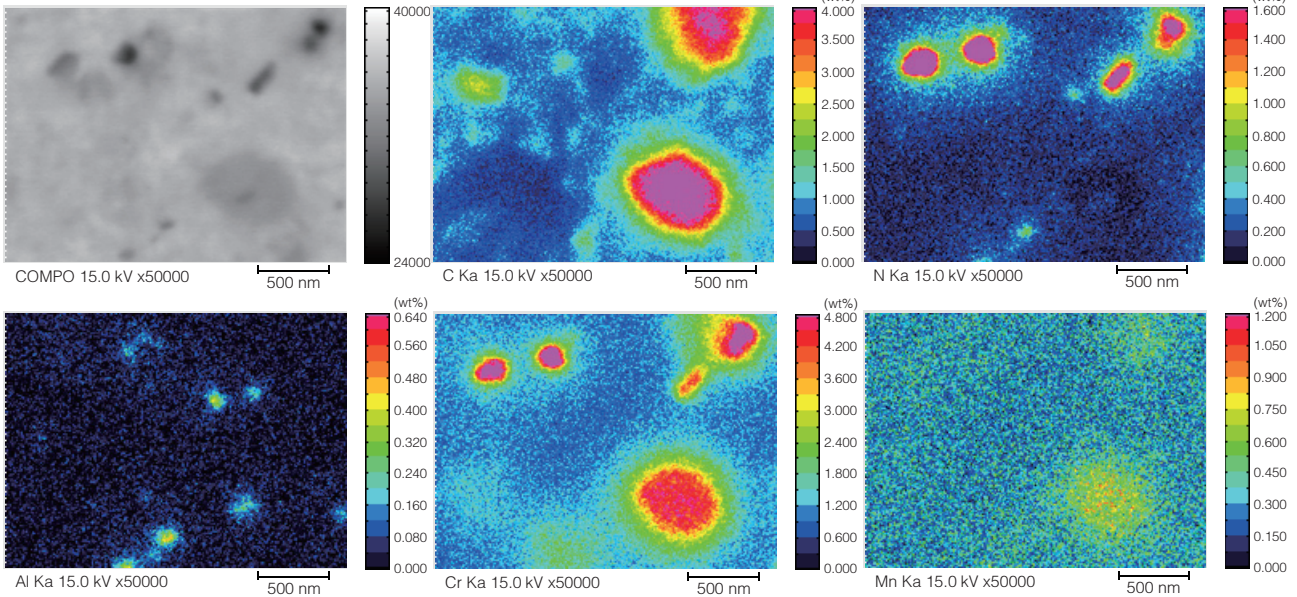 40000
24000
COMPO 15.0 kV x50000
500 nm
(wt%)
4.000
3.500
3.000
2.500
2.000
1.500
1.000
0.500
0.000
C Ka 15.0 kV x50000
500 nm
(wt%)
1.600
1.400
1.200
1.000
0.800
0.600
0.400
0.200
0.000
N Ka 15.0 kV x50000
500 nm
(wt%)
0.640
0.560
0.480
0.400
0.320
0.240
0.160
0.080
0.000
Al Ka 15.0 kV x50000
500 nm
(wt%)
4.800
4.200
3.600
3.000
2.400
1.800
1.200
0.600
0.000
Cr Ka 15.0 kV x50000
500 nm
(wt%)
1.200
1.050
0.900
0.750
0.600
0.450
0.300
0.150
0.000
Mn Ka 15.0 kV x50000
500 nm